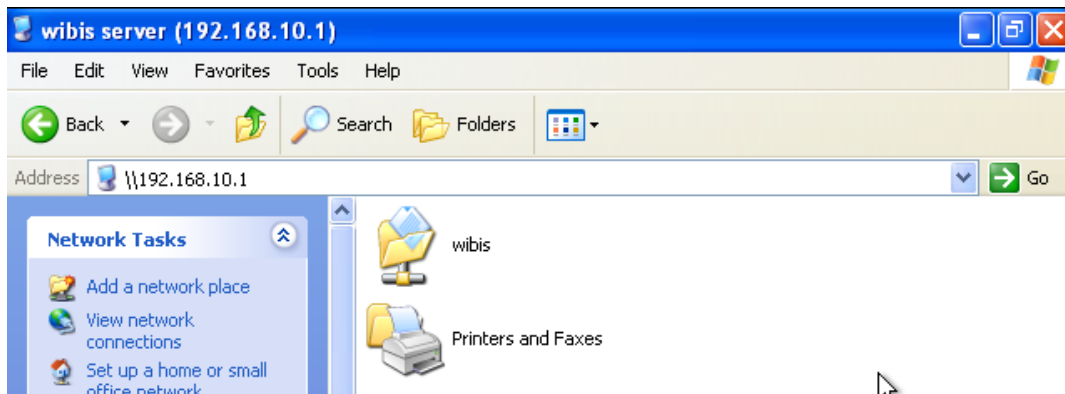 wibis server (192.168.10.1)
File Edit View Favorites Tools Help
Back Search Folders
Address \\192.168.10.1 Go
Network Tasks
Add a network place
View network
connections
Set up a home or small
office network
wibis
Printers and Faxes